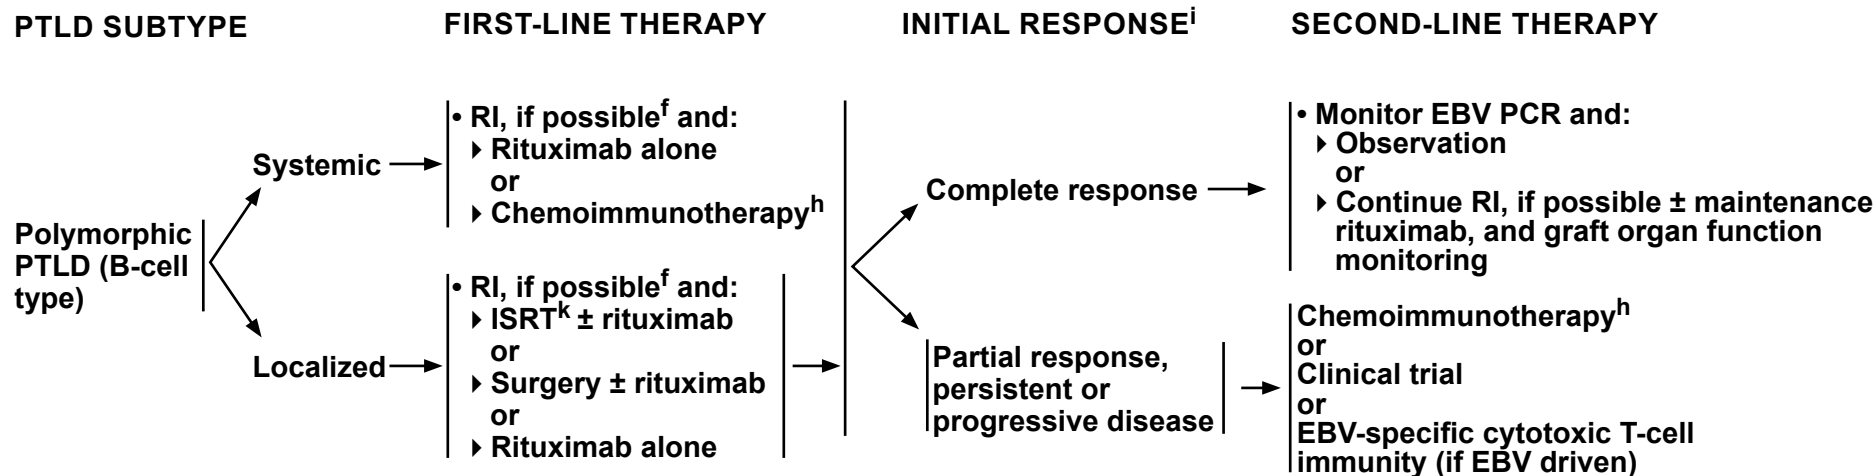 PTLD SUBTYPE
FIRST-LINE THERAPY
INITIAL RESPONSEⁱ
SECOND-LINE THERAPY
Polymorphic
PTLD (B-cell
type)
Systemic
• RI, if possibleᶠ and:
▸ Rituximab alone
or
▸ Chemoimmunotherapyʰ
Localized
• RI, if possibleᶠ and:
▸ ISRTᵏ ± rituximab
or
▸ Surgery ± rituximab
or
▸ Rituximab alone
Complete response
• Monitor EBV PCR and:
▸ Observation
or
▸ Continue RI, if possible ± maintenance
rituximab, and graft organ function
monitoring
Partial response,
persistent or
progressive disease
Chemoimmunotherapyʰ
or
Clinical trial
or
EBV-specific cytotoxic T-cell
immunity (if EBV driven)